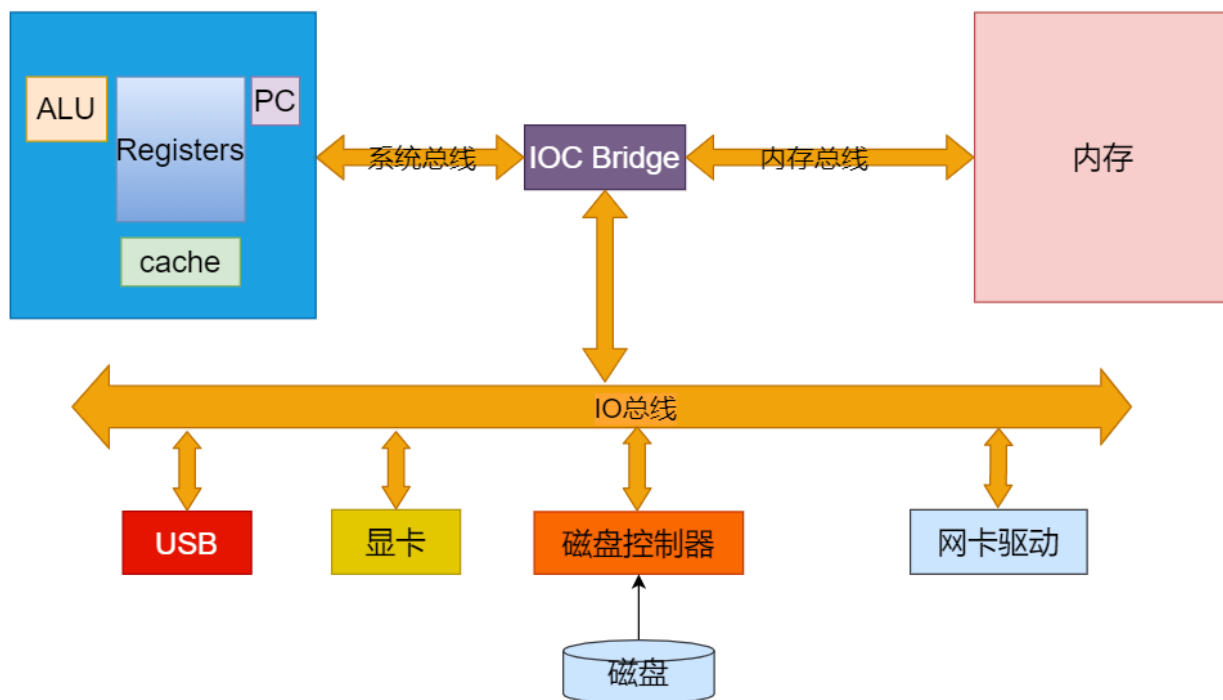 ALU
Registers
PC
cache
系统总线
IOC Bridge
内存总线
内存
IO总线
USB
显卡
磁盘控制器
网卡驱动
磁盘